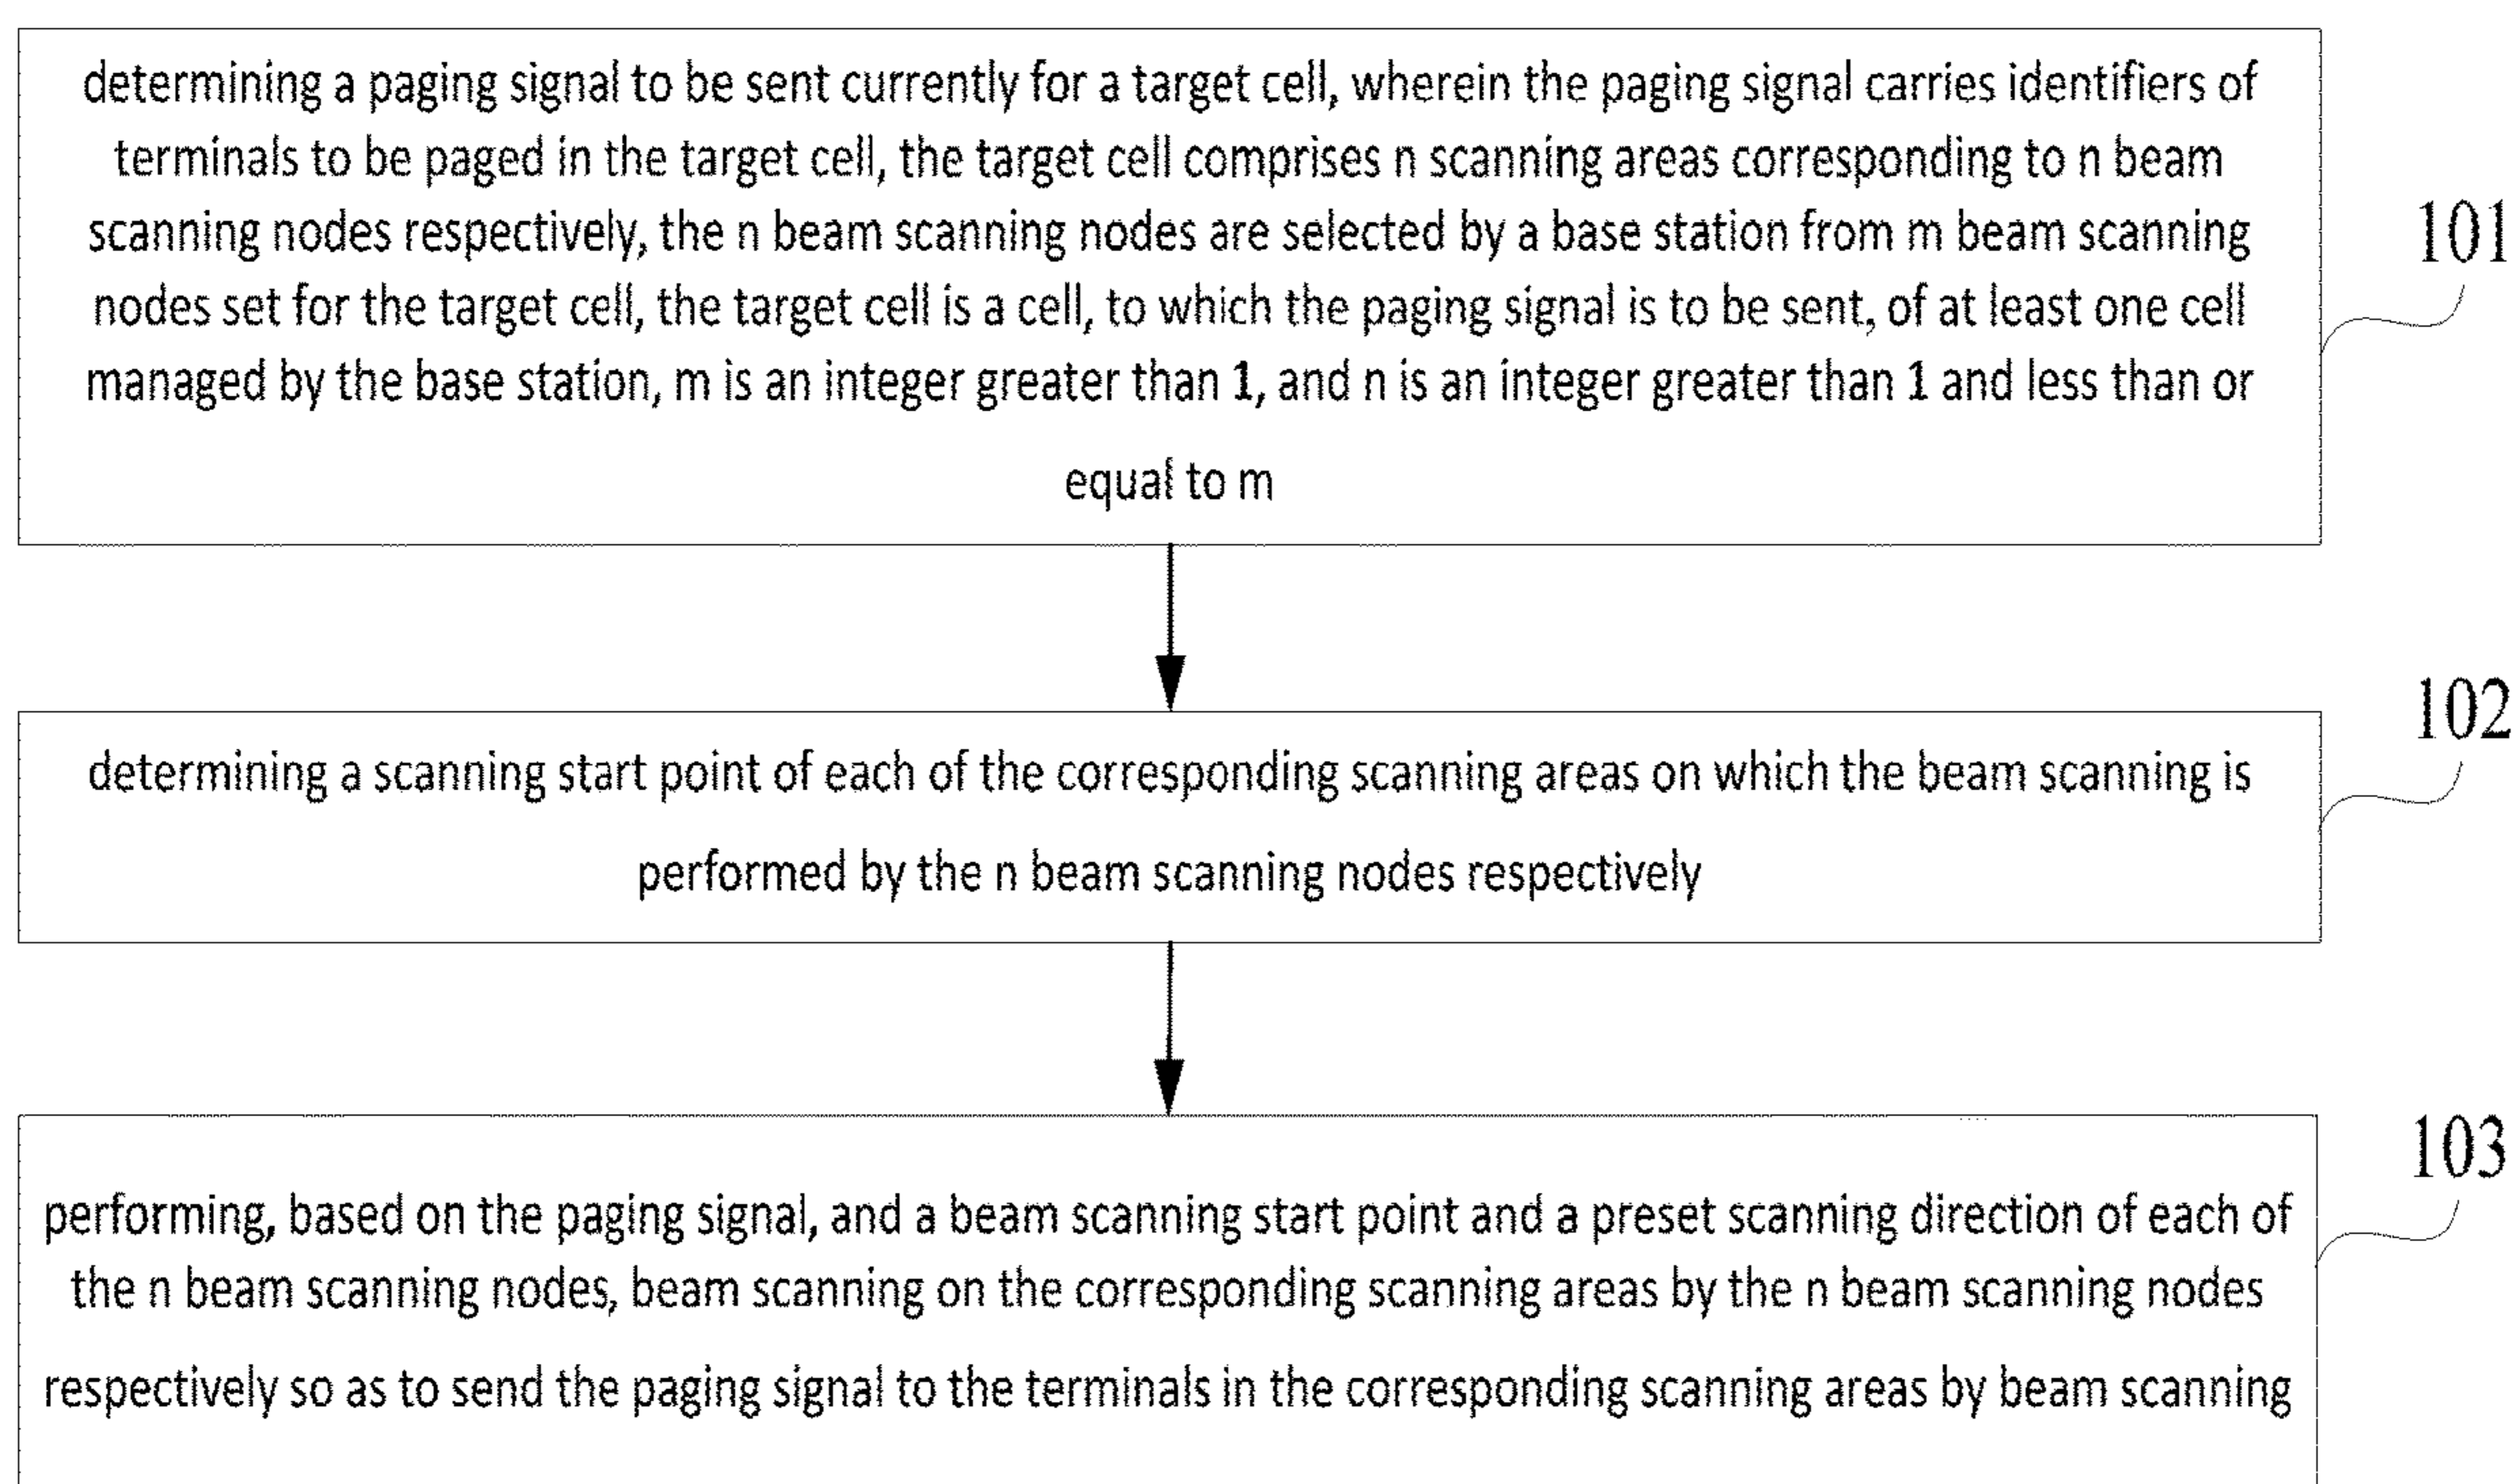 determining a paging signal to be sent currently for a target cell, wherein the paging signal carries identifiers of
terminals to be paged in the target cell, the target cell comprises n scanning areas corresponding to n beam
scanning nodes respectively, the n beam scanning nodes are selected by a base station from m beam scanning
nodes set for the target cell, the target cell is a cell, to which the paging signal is to be sent, of at least one cell
managed by the base station, m is an integer greater than 1, and n is an integer greater than 1 and less than or
equal to m
101
determining a scanning start point of each of the corresponding scanning areas on which the beam scanning is
performed by the n beam scanning nodes respectively
102
performing, based on the paging signal, and a beam scanning start point and a preset scanning direction of each of
the n beam scanning nodes, beam scanning on the corresponding scanning areas by the n beam scanning nodes
respectively so as to send the paging signal to the terminals in the corresponding scanning areas by beam scanning
103